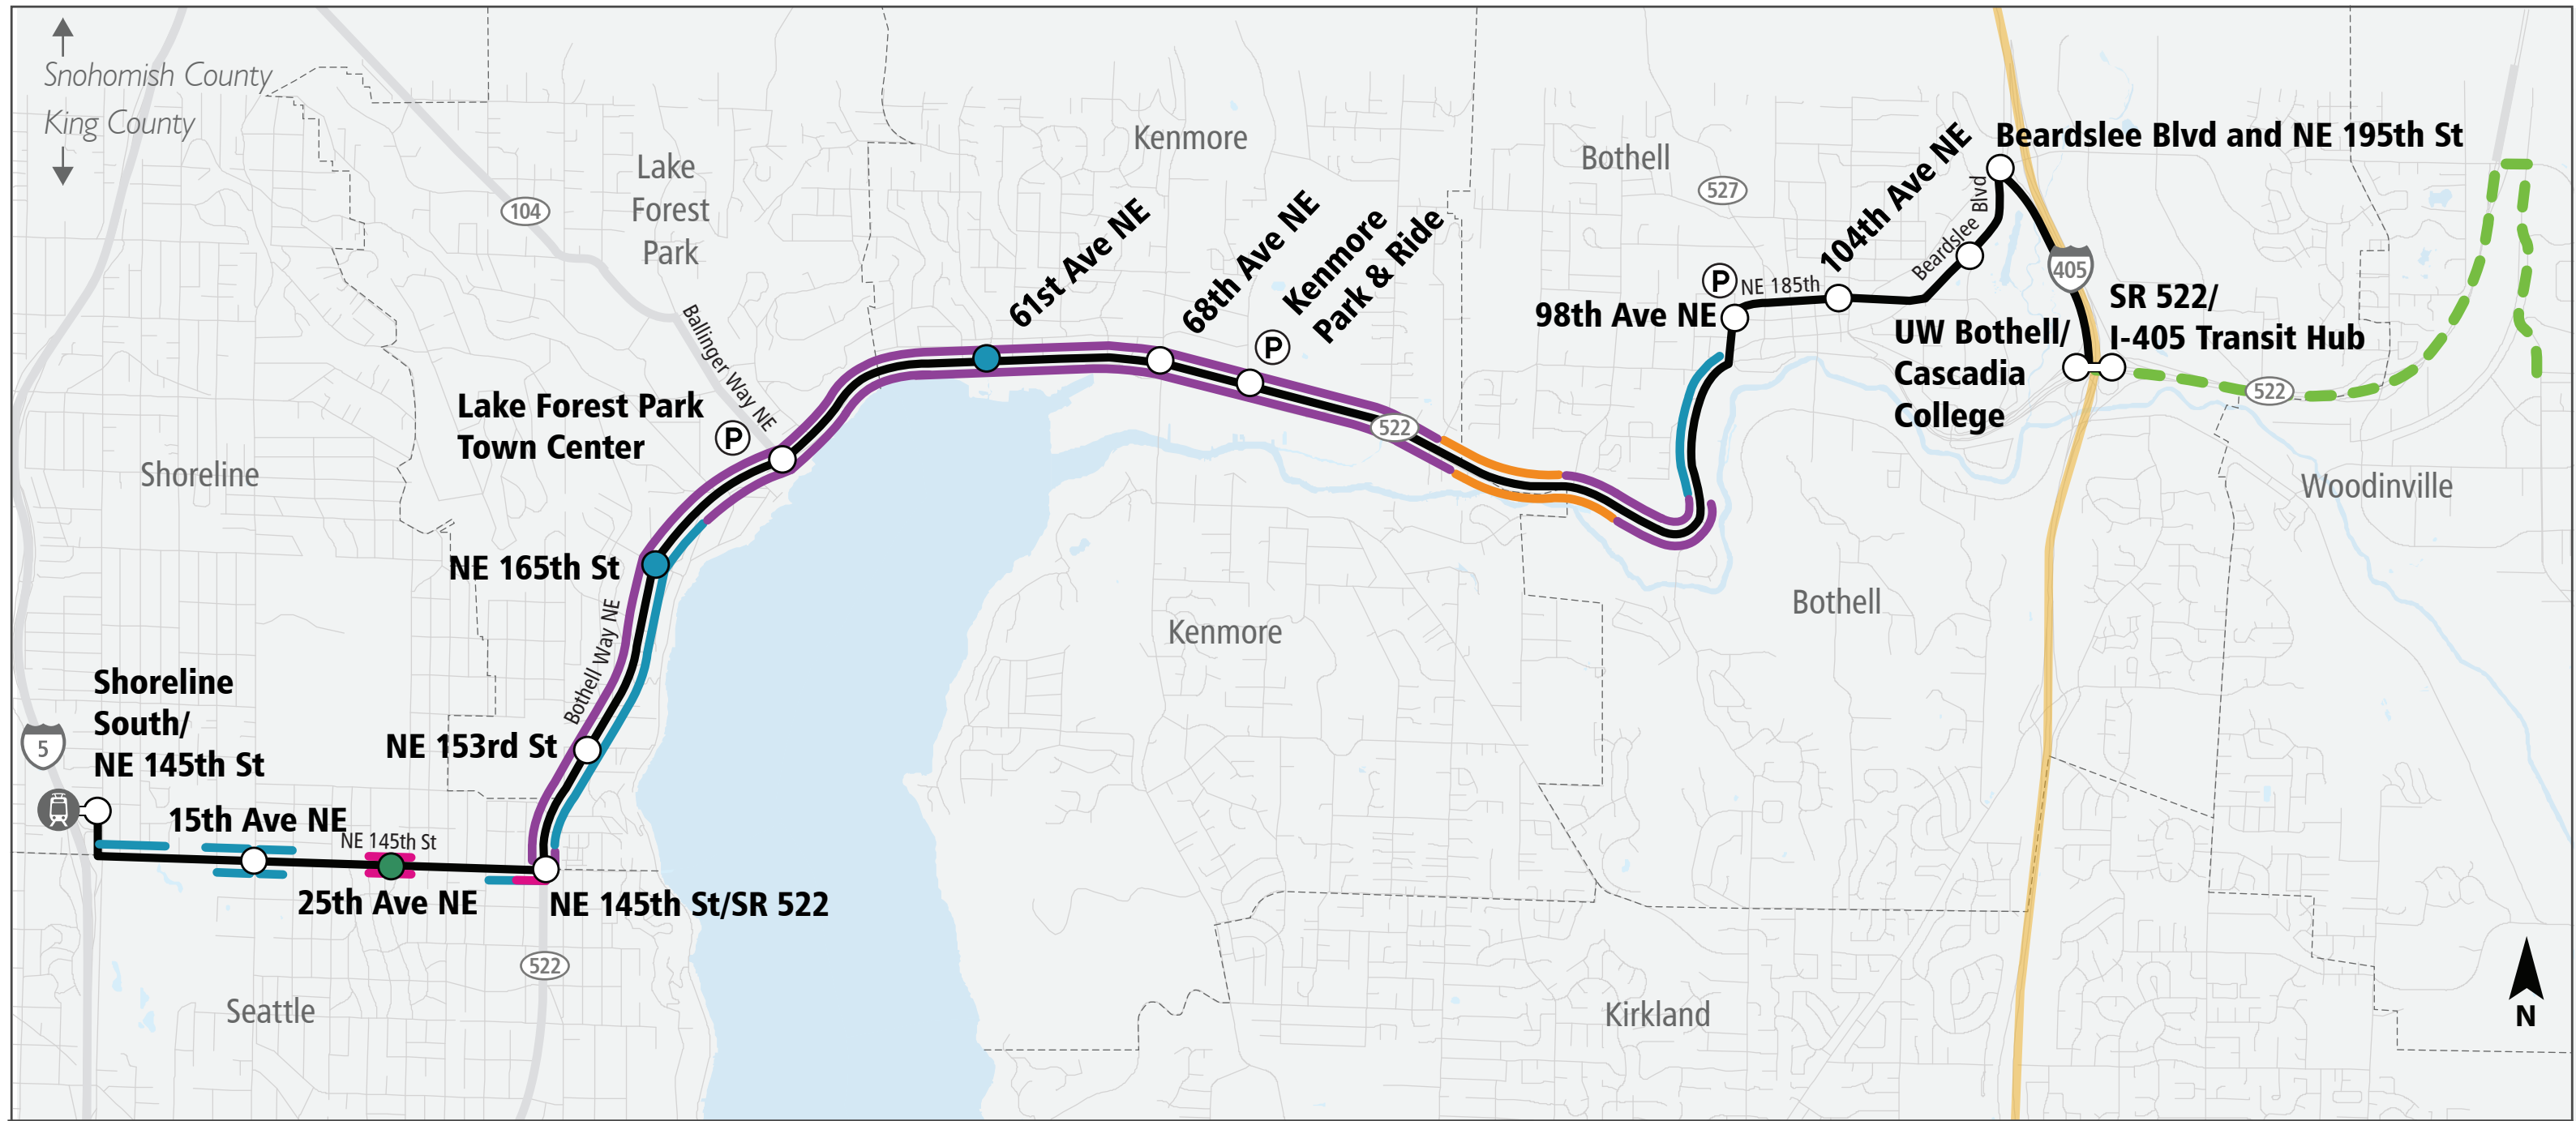 Snohomish County
King County
104
Lake
Forest
Park
Kenmore
Bothell
527
Beardslee Blvd and NE 195th St
104th Ave NE
Beardslee Blvd
405
61st Ave NE
68th Ave NE
Kenmore
Park & Ride
P
P
NE 185th
98th Ave NE
SR 522/
I-405 Transit Hub
UW Bothell/
Cascadia
College
522
Ballinger Way NE
Lake Forest Park
Town Center
P
522
Shoreline
Woodinville
NE 165th St
Bothell Way NE
Kenmore
Bothell
Shoreline
South/
NE 145th St
5
NE 153rd St
15th Ave NE
NE 145th St
25th Ave NE
NE 145th St/SR 522
522
Seattle
Kirkland
N